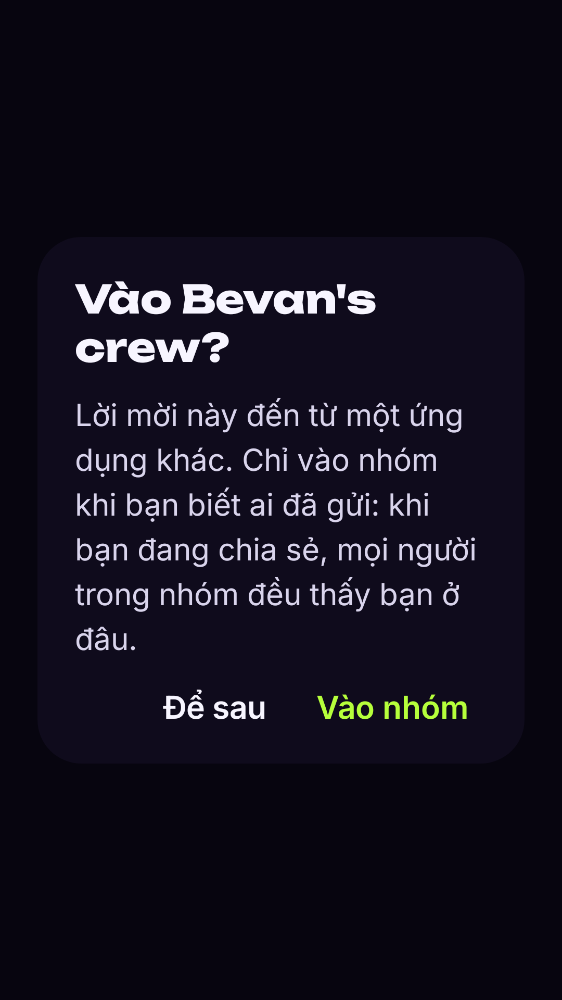 Vào Bevan's
crew?
Lời mời này đến từ một ứng
dụng khác. Chỉ vào nhóm
khi bạn biết ai đã gửi: khi
bạn đang chia sẻ, mọi người
trong nhóm đều thấy bạn ở
đâu.
Để sau Vào nhóm